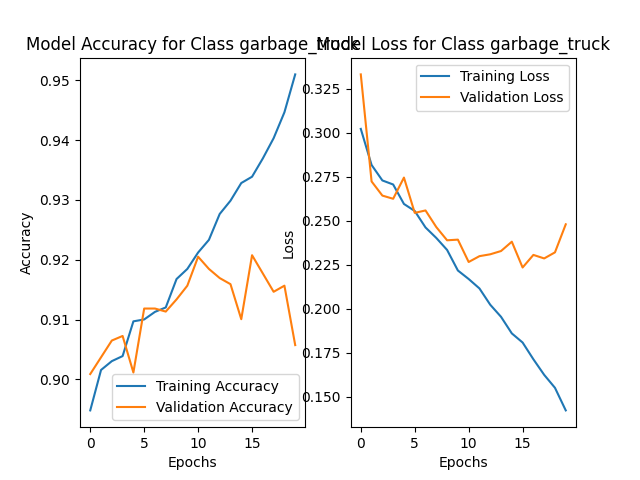 Model Accuracy for Class garbage_truck
Model Loss for Class garbage_truck
Accuracy
0.95
0.94
0.93
0.92
0.91
0.90
Training Accuracy
Validation Accuracy
0
5
10
15
Epochs
Loss
0.325
0.300
0.275
0.250
0.225
0.200
0.175
0.150
Training Loss
Validation Loss
0
5
10
15
Epochs